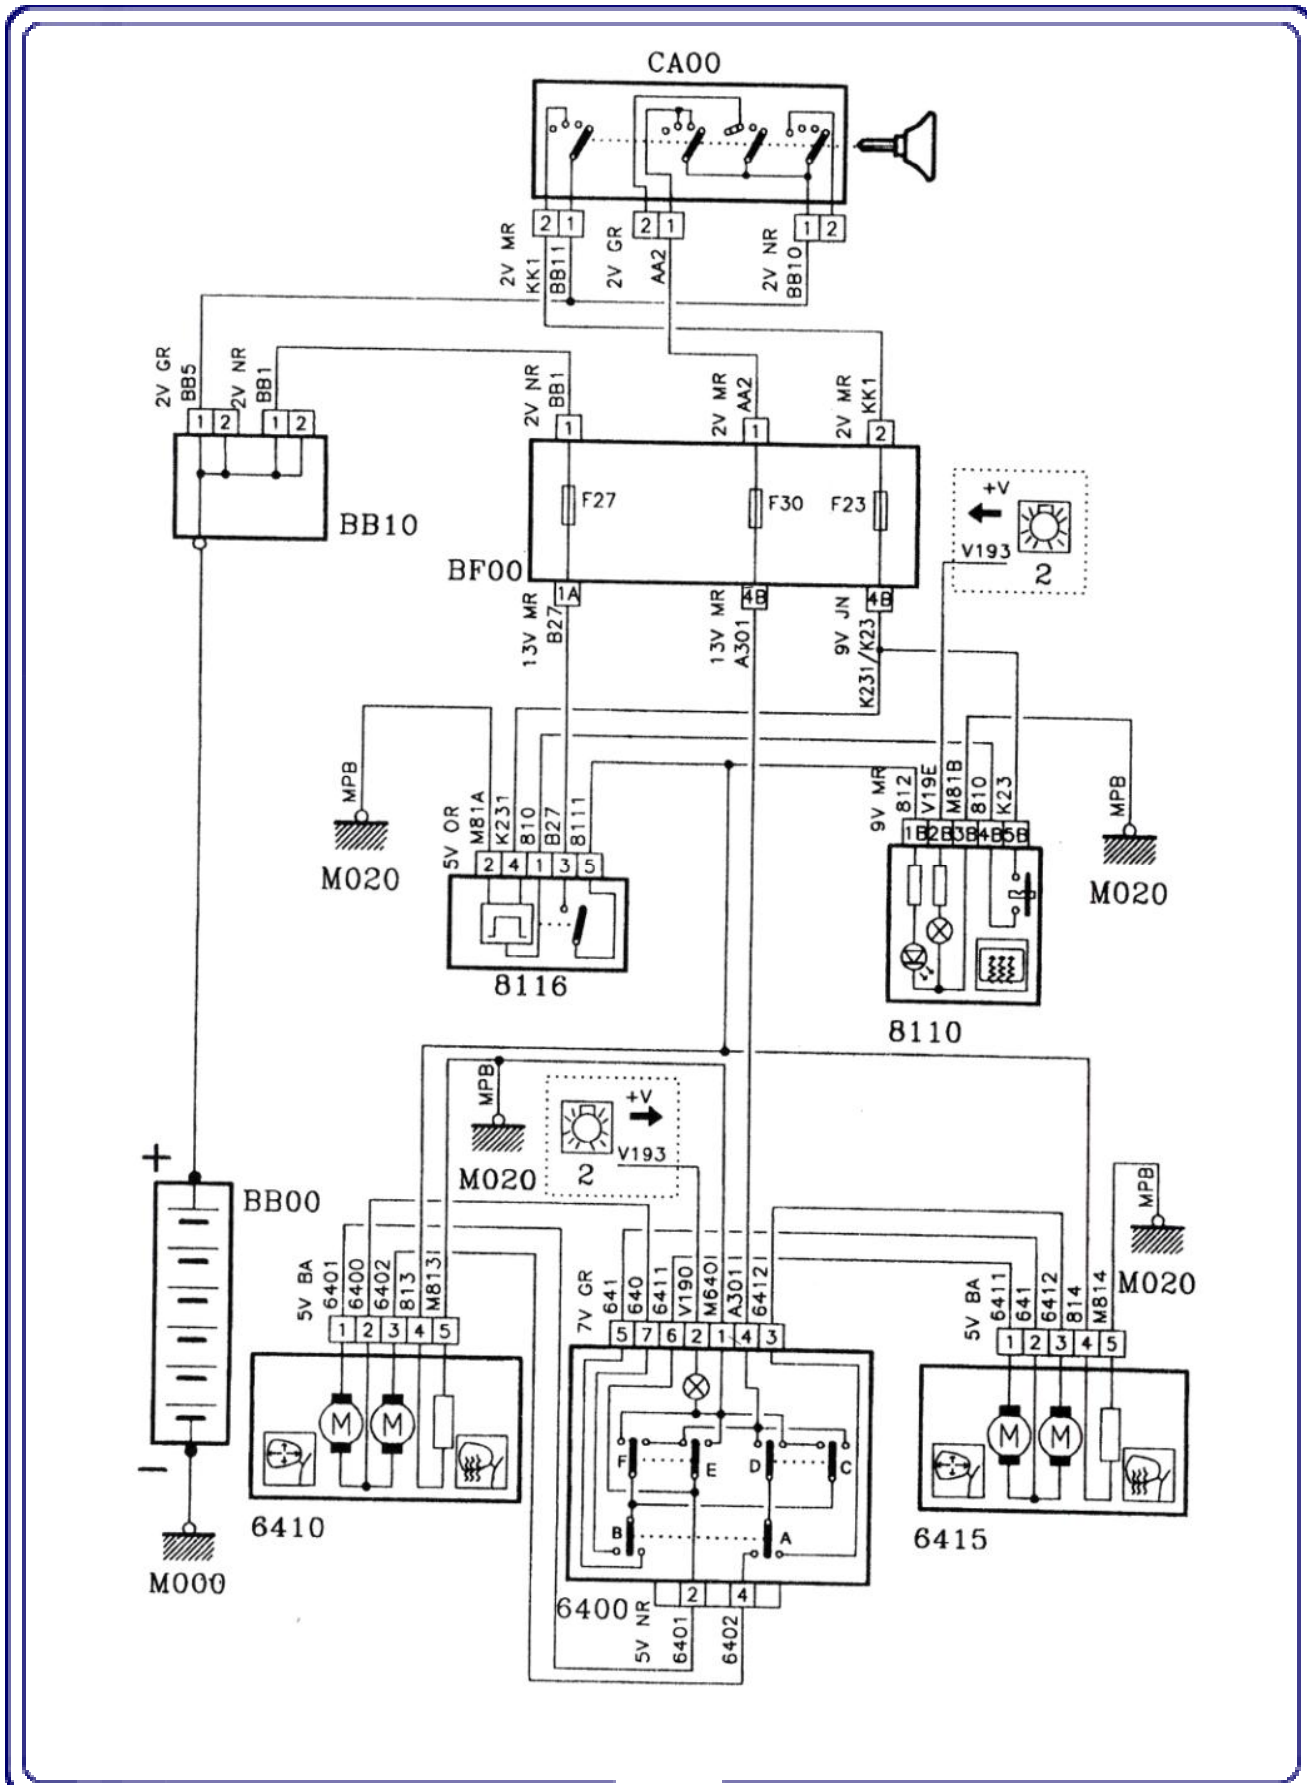 CA00
2 1 2 1 1 2
2V MR
KK1
BB11
2V GR
AA2
2V NR
BB10
2V GR
BB5
2V NR
BB1
2V NR
BB1
2V MR
AA2
2V MR
KK1
1 2 1 2
1 1 2
BB10
F27 F30 F23
BF00
+V
V193
2
1A 4B 4B
13V MR
B27
13V MR
A301
9V JN
K231/K23
MPB
M020
5V OR
M81A
K231
810
B27
8111
2 4 1 3 5
8116
9V MR
812
V19E
M81B
810
K23
1B 2B 3B 4B 5B
8110
MPB
M020
MPB
M020
+V
V193
2
+
BB00
−
M000
5V BA
6401
6400
6402
813
M813
1 2 3 4 5
M M
6410
7V GR
641
640
6411
V190
M640
A301
6412
5 7 6 2 1 4 3
F E D C
B A
6400
2 4
5V NR
6401
6402
MPB
M020
5V BA
6411
641
6412
814
M814
1 2 3 4 5
M M
6415